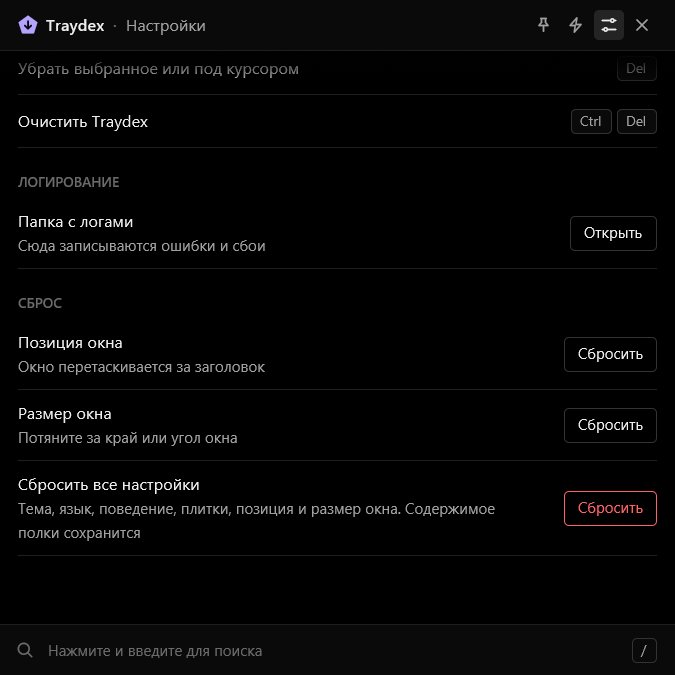 Traydex · Настройки
Убрать выбранное или под курсором Del
Очистить Traydex Ctrl Del
ЛОГИРОВАНИЕ
Папка с логами
Сюда записываются ошибки и сбои
Открыть
СБРОС
Позиция окна
Окно перетаскивается за заголовок
Сбросить
Размер окна
Потяните за край или угол окна
Сбросить
Сбросить все настройки
Тема, язык, поведение, плитки, позиция и размер окна. Содержимое
полки сохранится
Сбросить
Нажмите и введите для поиска /